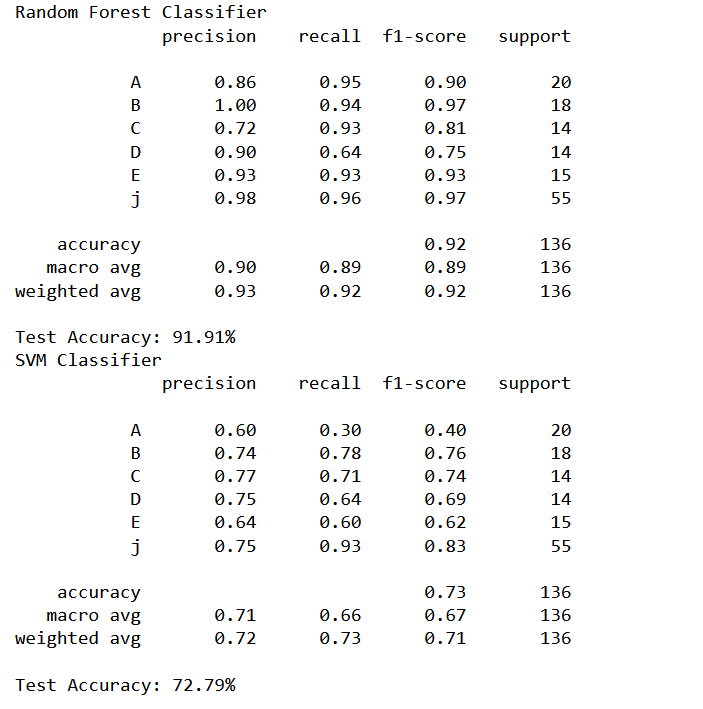 Random Forest Classifier
precision recall f1-score support
A 0.86 0.95 0.90 20
B 1.00 0.94 0.97 18
C 0.72 0.93 0.81 14
D 0.90 0.64 0.75 14
E 0.93 0.93 0.93 15
j 0.98 0.96 0.97 55
accuracy 0.92 136
macro avg 0.90 0.89 0.89 136
weighted avg 0.93 0.92 0.92 136
Test Accuracy: 91.91%
SVM Classifier
precision recall f1-score support
A 0.60 0.30 0.40 20
B 0.74 0.78 0.76 18
C 0.77 0.71 0.74 14
D 0.75 0.64 0.69 14
E 0.64 0.60 0.62 15
j 0.75 0.93 0.83 55
accuracy 0.73 136
macro avg 0.71 0.66 0.67 136
weighted avg 0.72 0.73 0.71 136
Test Accuracy: 72.79%